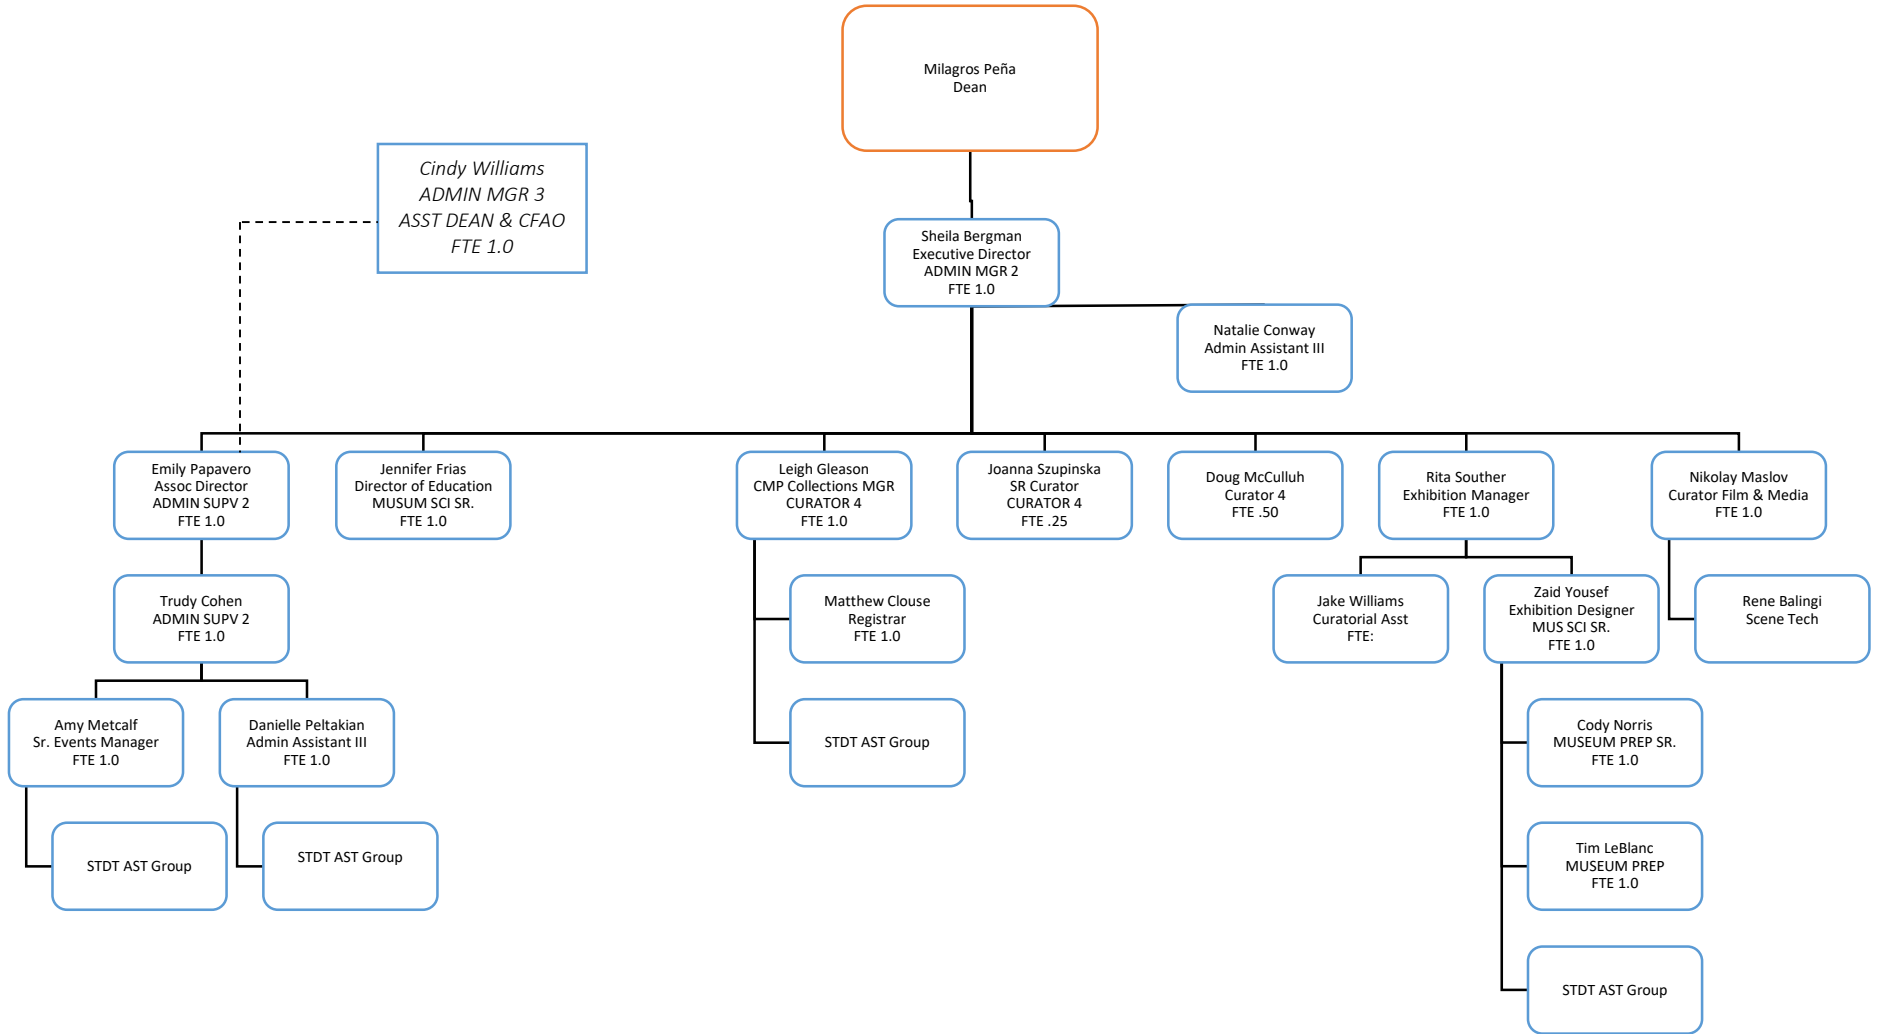 Milagros Peña
Dean
Cindy Williams
ADMIN MGR 3
ASST DEAN & CFAO
FTE 1.0
Sheila Bergman
Executive Director
ADMIN MGR 2
FTE 1.0
Natalie Conway
Admin Assistant III
FTE 1.0
Emily Papavero
Assoc Director
ADMIN SUPV 2
FTE 1.0
Jennifer Frias
Director of Education
MUSUM SCI SR.
FTE 1.0
Leigh Gleason
CMP Collections MGR
CURATOR 4
FTE 1.0
Joanna Szupinska
SR Curator
CURATOR 4
FTE .25
Doug McCulluh
Curator 4
FTE .50
Rita Souther
Exhibition Manager
FTE 1.0
Nikolay Maslov
Curator Film & Media
FTE 1.0
Trudy Cohen
ADMIN SUPV 2
FTE 1.0
Matthew Clouse
Registrar
FTE 1.0
Jake Williams
Curatorial Asst
FTE:
Zaid Yousef
Exhibition Designer
MUS SCI SR.
FTE 1.0
Rene Balingi
Scene Tech
Amy Metcalf
Sr. Events Manager
FTE 1.0
Danielle Peltakian
Admin Assistant III
FTE 1.0
STDT AST Group
Cody Norris
MUSEUM PREP SR.
FTE 1.0
STDT AST Group
STDT AST Group
Tim LeBlanc
MUSEUM PREP
FTE 1.0
STDT AST Group